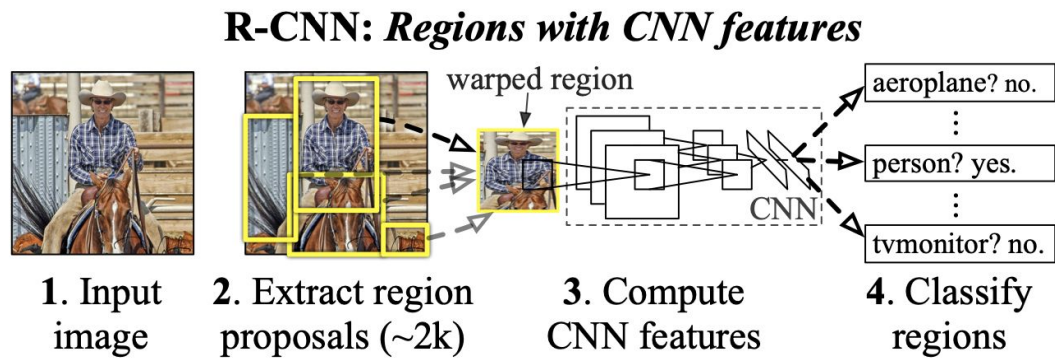 R-CNN: Regions with CNN features
warped region
aeroplane? no.
person? yes.
CNN
tvmonitor? no.
1. Input
image
2. Extract region
proposals (~2k)
3. Compute
CNN features
4. Classify
regions